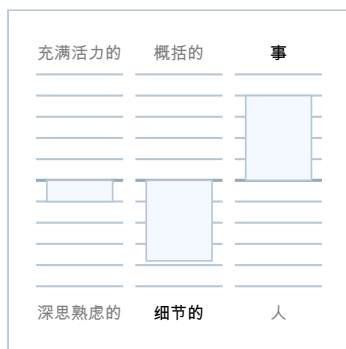 充满活力的 概括的 事
深思熟虑的 细节的 人